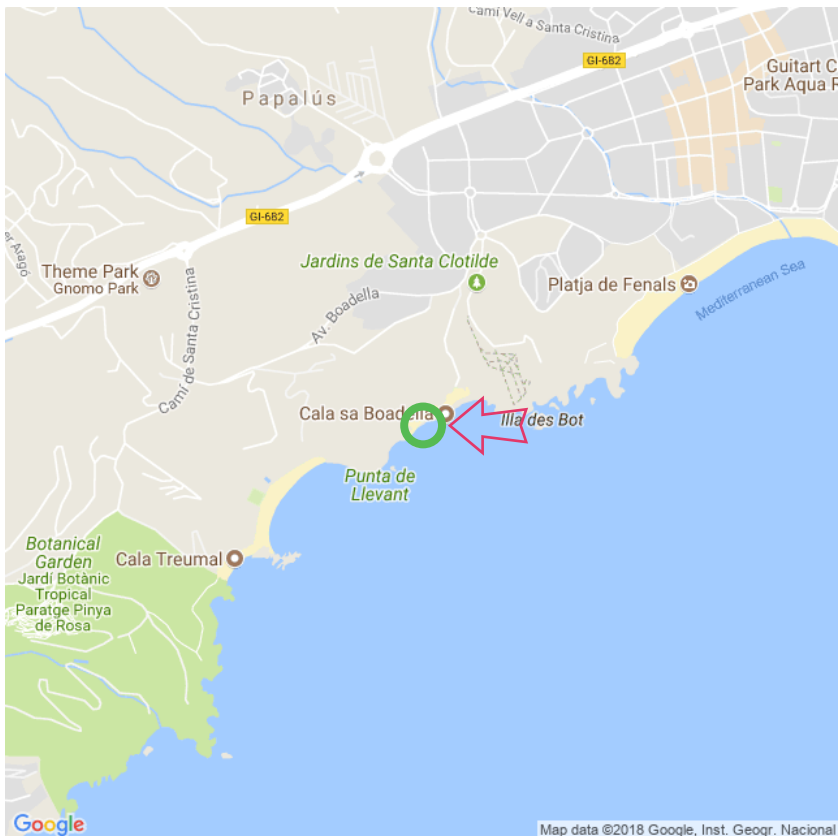 Camí Vell a Santa Cristina
GI-682
Guitart C
Park Aqua R
Papalús
GI-682
er Aragó
Theme Park
Gnomo Park
Camí de Santa Cristina
Jardins de Santa Clotilde
Av. Boadella
Platja de Fenals
Mediterranean Sea
Cala sa Boadella
Illa des Bot
Punta de
Llevant
Botanical
Garden
Jardí Botànic
Tropical
Paratge Pinya
de Rosa
Cala Treumal
Google
Map data ©2018 Google, Inst. Geogr. Nacional